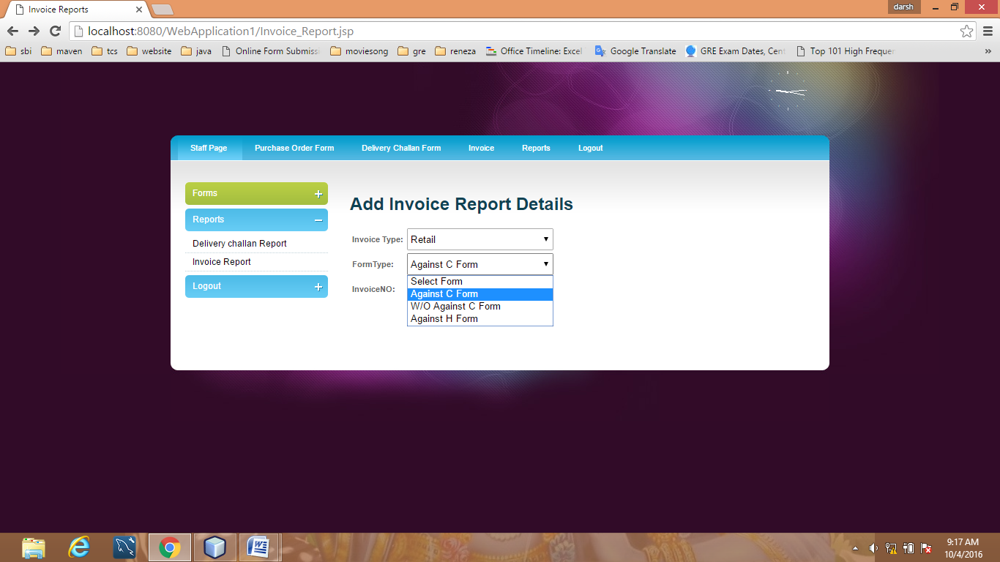 Invoice Reports
darsh
localhost:8080/WebApplication1/Invoice_Report.jsp
sbi maven tcs website java Online Form Submissi moviesong gre reneza Office Timeline: Excel Google Translate GRE Exam Dates, Cent Top 101 High Frequer »
Staff Page Purchase Order Form Delivery Challan Form Invoice Reports Logout
Forms
Reports
Delivery challan Report
Invoice Report
Logout
Add Invoice Report Details
Invoice Type: Retail
FormType: Against C Form
InvoiceNO:
Select Form
Against C Form
W/O Against C Form
Against H Form
9:17 AM
10/4/2016